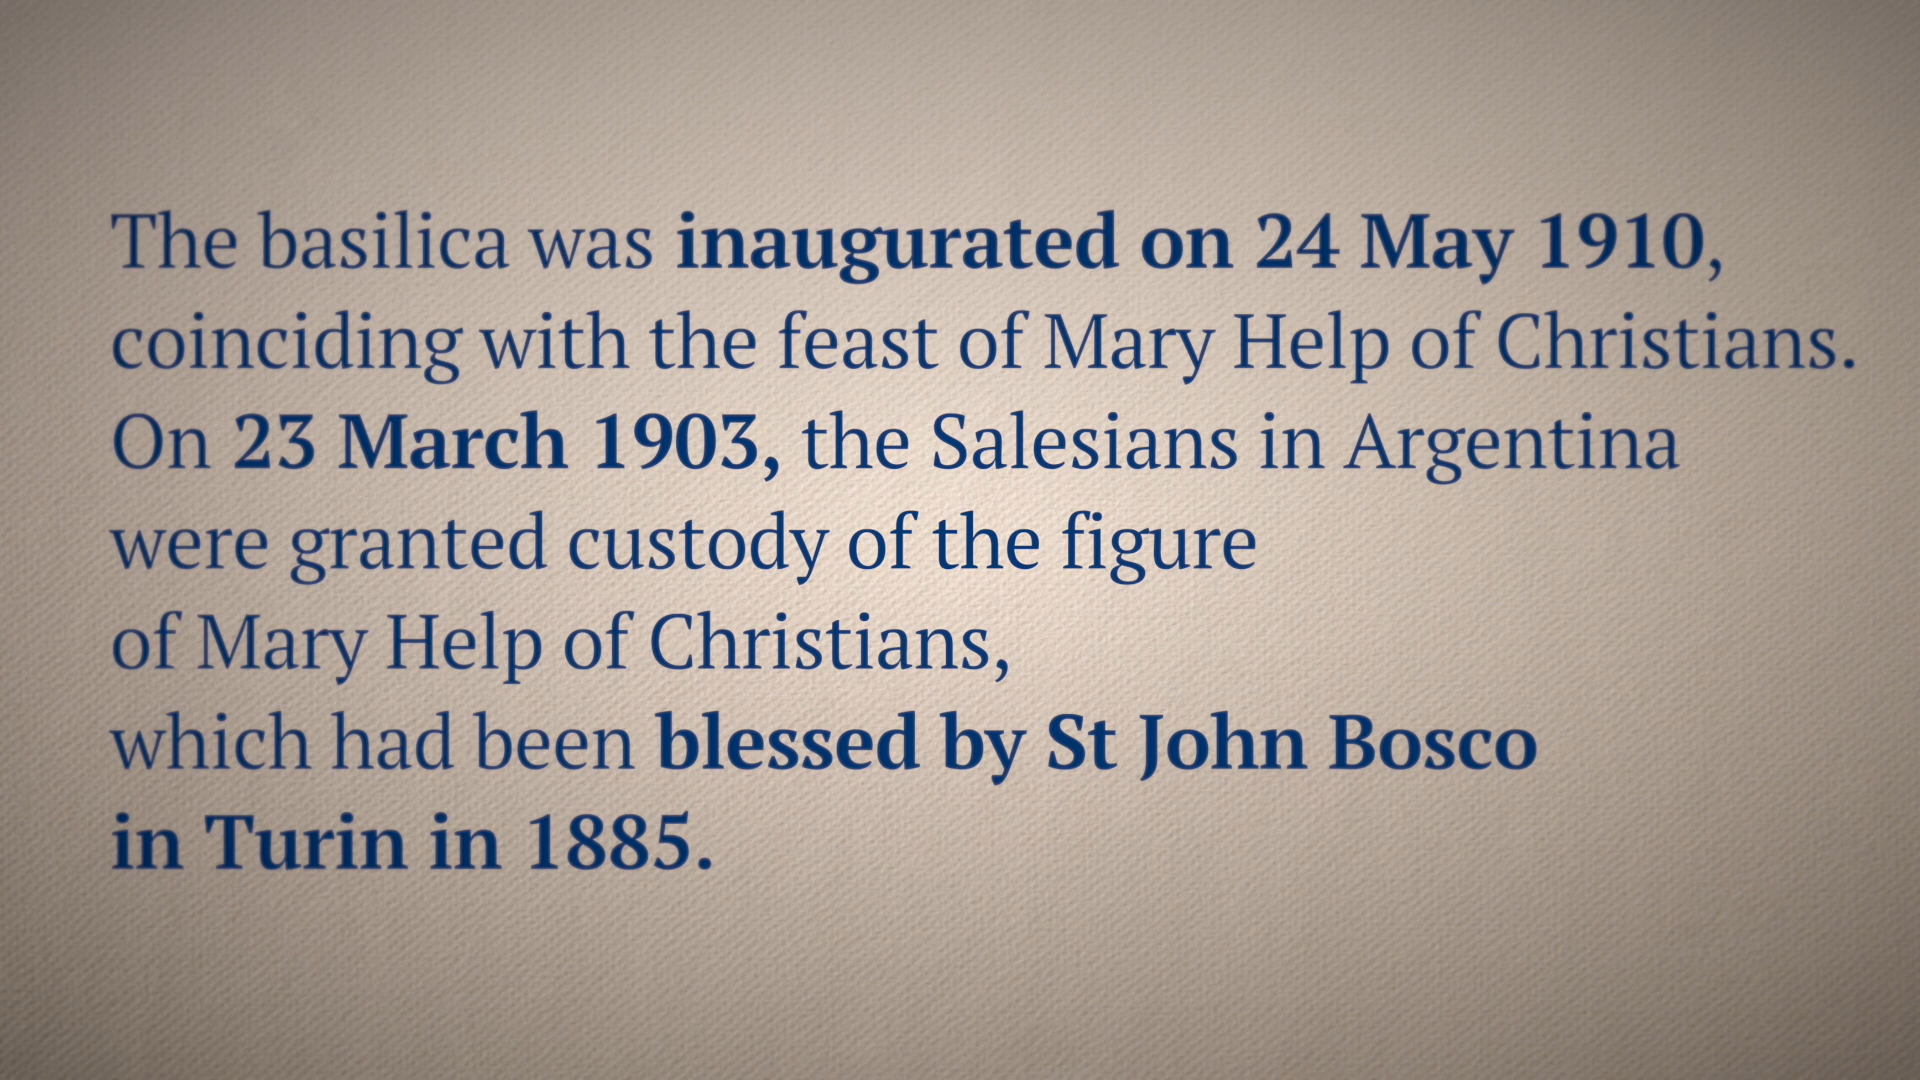 The basilica was inaugurated on 24 May 1910,
coinciding with the feast of Mary Help of Christians.
On 23 March 1903, the Salesians in Argentina
were granted custody of the figure
of Mary Help of Christians,
which had been blessed by St John Bosco
in Turin in 1885.